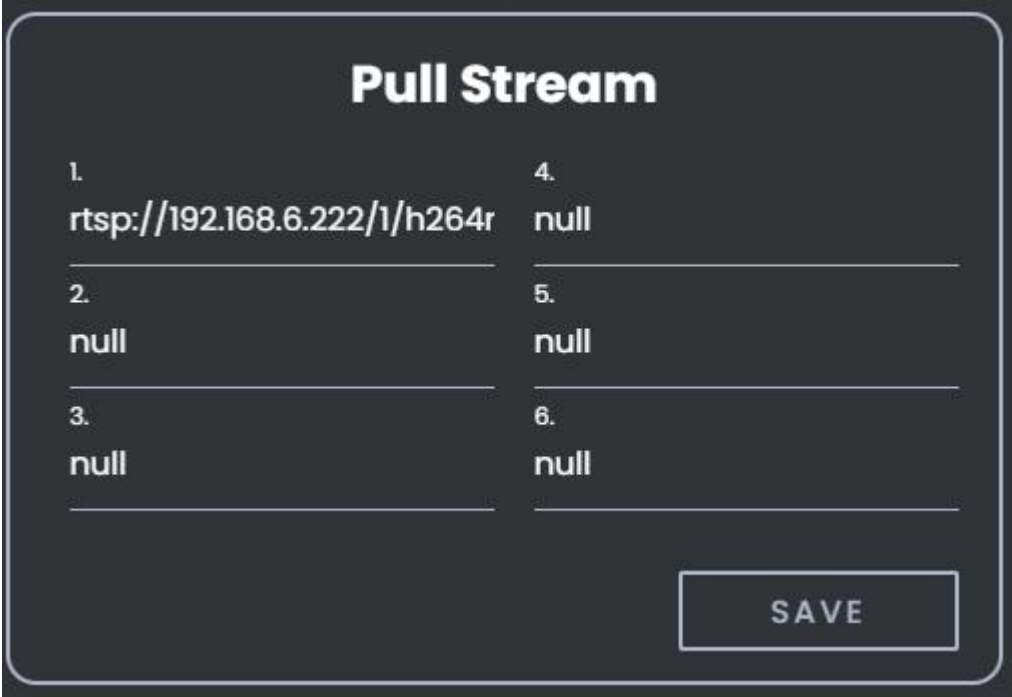 Pull Stream
1.
rtsp://192.168.6.222/1/h264r
2.
null
3.
null
4.
null
5.
null
6.
null
SAVE